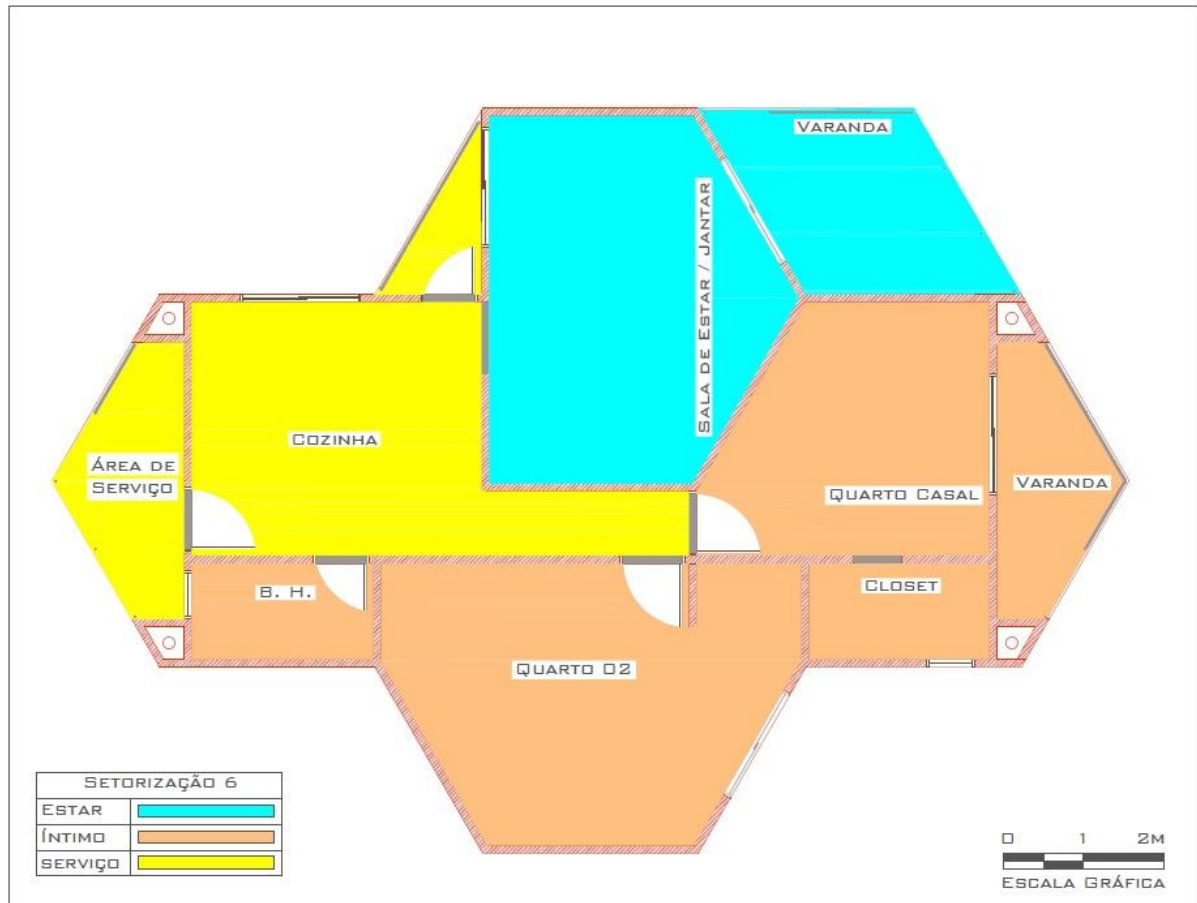 VARANDA
SALA DE ESTAR / JANTAR
COZINHA
ÁREA DE
SERVIÇO
QUARTO CASAL
VARANDA
B. H.
CLOSET
QUARTO 02
SETORIZAÇÃO 6
ESTAR
ÍNTIMO
SERVIÇO
0 1 2M
ESCALA GRÁFICA